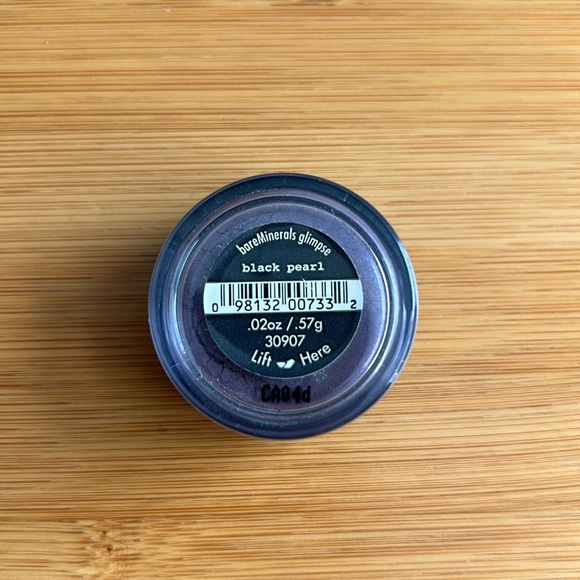 bareMinerals glimpse
black pearl
0 98132 00733 2
.02oz /.57g
30907
Lift Here
CA04d